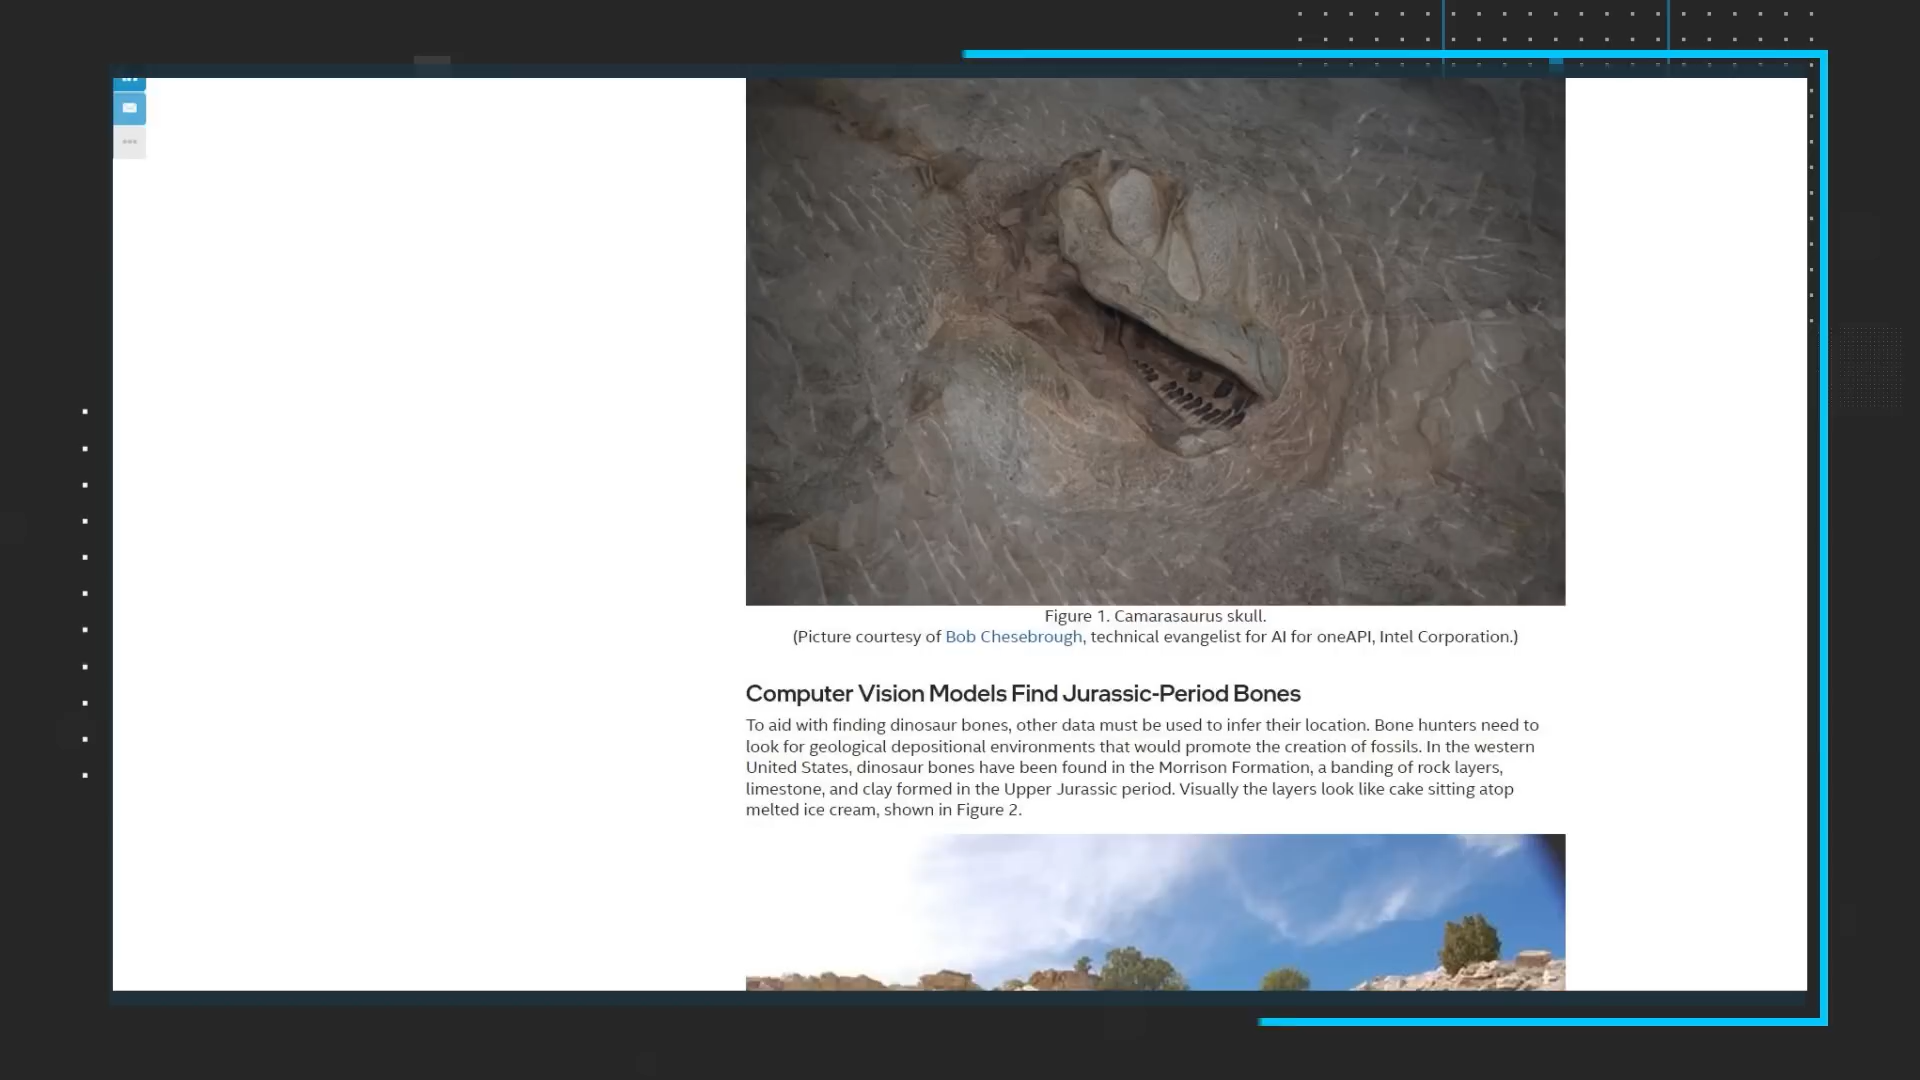 Figure 1. Camarasaurus skull.
(Picture courtesy of Bob Chesebrough, technical evangelist for AI for oneAPI, Intel Corporation.)
Computer Vision Models Find Jurassic-Period Bones
To aid with finding dinosaur bones, other data must be used to infer their location. Bone hunters need to
look for geological depositional environments that would promote the creation of fossils. In the western
United States, dinosaur bones have been found in the Morrison Formation, a banding of rock layers,
limestone, and clay formed in the Upper Jurassic period. Visually the layers look like cake sitting atop
melted ice cream, shown in Figure 2.